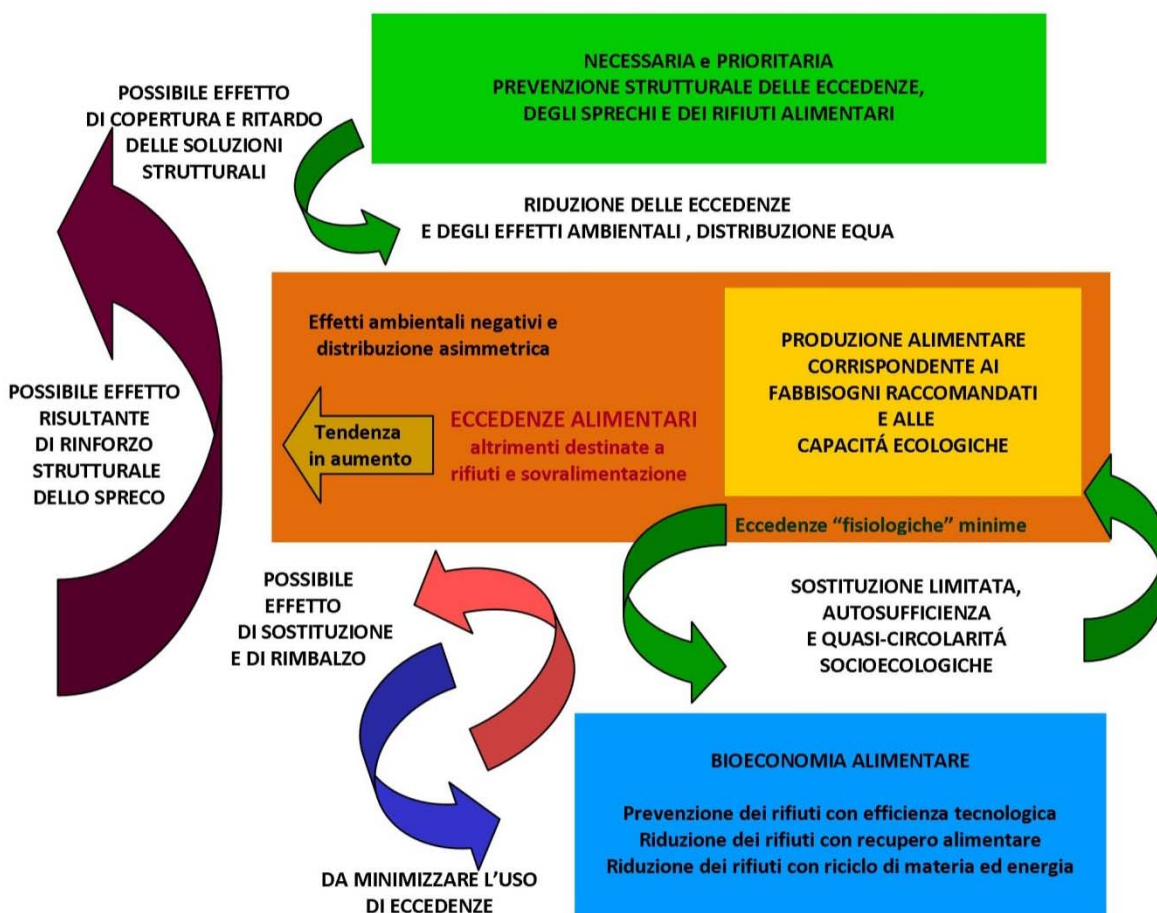 NECESSARIA e PRIORITARIA
PREVENZIONE STRUTTURALE DELLE ECCEDENZE,
DEGLI SPRECHI E DEI RIFIUTI ALIMENTARI
POSSIBILE EFFETTO
DI COPERTURA E RITARDO
DELLE SOLUZIONI
STRUTTURALI
RIDUZIONE DELLE ECCEDENZE
E DEGLI EFFETTI AMBIENTALI , DISTRIBUZIONE EQUA
Effetti ambientali negativi e
distribuzione asimmetrica
PRODUZIONE ALIMENTARE
CORRISPONDENTE AI
FABBISOGNI RACCOMANDATI
E ALLE
CAPACITÁ ECOLOGICHE
POSSIBILE EFFETTO
RISULTANTE
DI RINFORZO
STRUTTURALE
DELLO SPRECO
Tendenza
in aumento
ECCEDENZE ALIMENTARI
altrimenti destinate a
rifiuti e sovralimentazione
Eccedenze “fisiologiche” minime
POSSIBILE
EFFETTO
DI SOSTITUZIONE
E DI RIMBALZO
SOSTITUZIONE LIMITATA,
AUTOSUFFICIENZA
E QUASI-CIRCOLARITÁ
SOCIOECOLOGICHE
BIOECONOMIA ALIMENTARE
Prevenzione dei rifiuti con efficienza tecnologica
Riduzione dei rifiuti con recupero alimentare
Riduzione dei rifiuti con riciclo di materia ed energia
DA MINIMIZZARE L’USO
DI ECCEDENZE